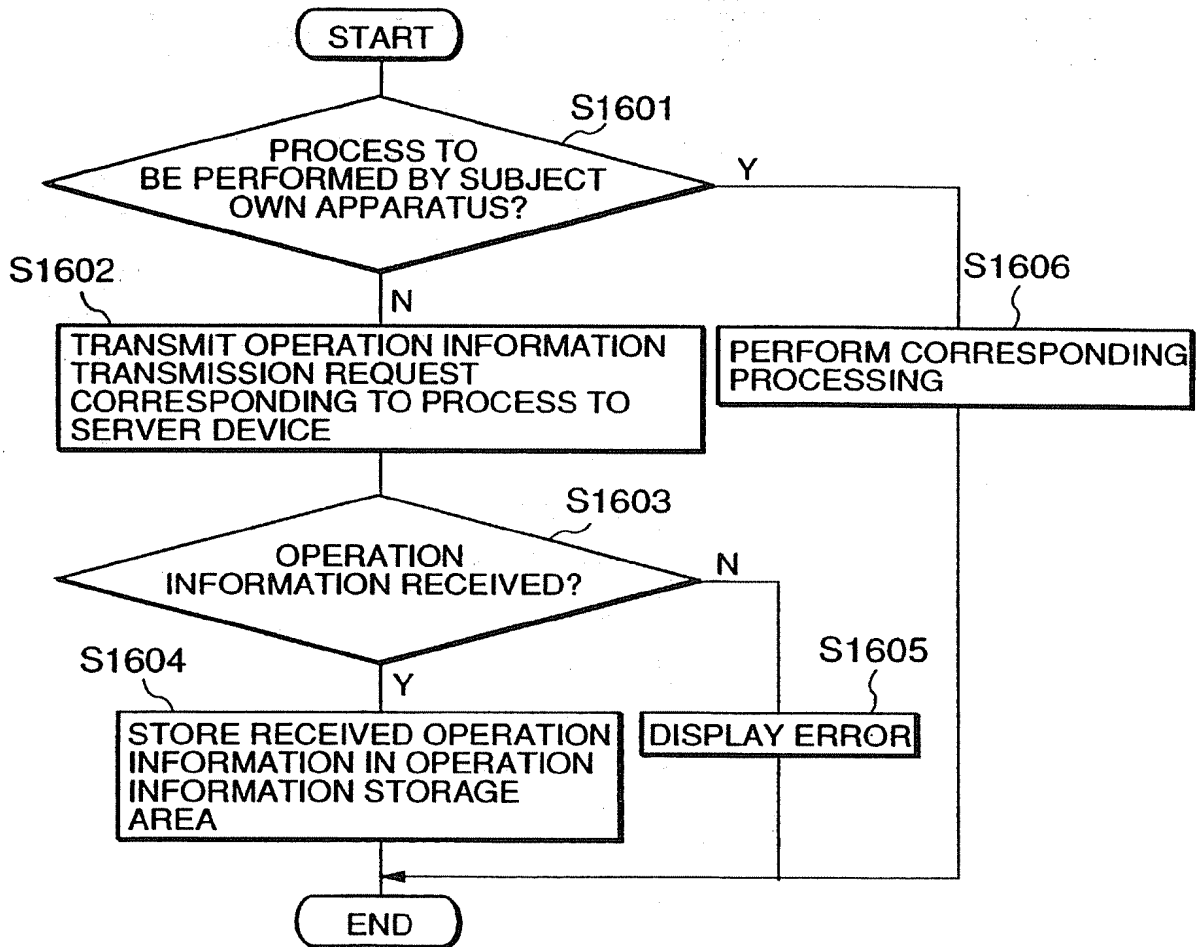 START
S1601
PROCESS TO
BE PERFORMED BY SUBJECT
OWN APPARATUS?
Y
S1602
N
S1606
TRANSMIT OPERATION INFORMATION
TRANSMISSION REQUEST
CORRESPONDING TO PROCESS TO
SERVER DEVICE
PERFORM CORRESPONDING
PROCESSING
S1603
OPERATION
INFORMATION RECEIVED?
N
S1604
Y
S1605
STORE RECEIVED OPERATION
INFORMATION IN OPERATION
INFORMATION STORAGE
AREA
DISPLAY ERROR
END